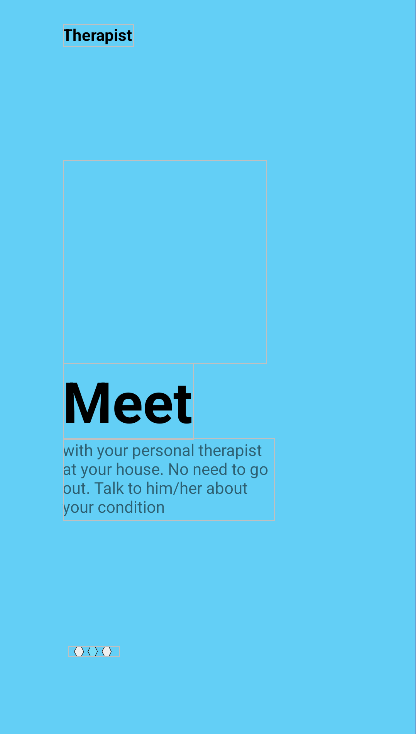 Therapist
Meet
with your personal therapist
at your house. No need to go
out. Talk to him/her about
your condition